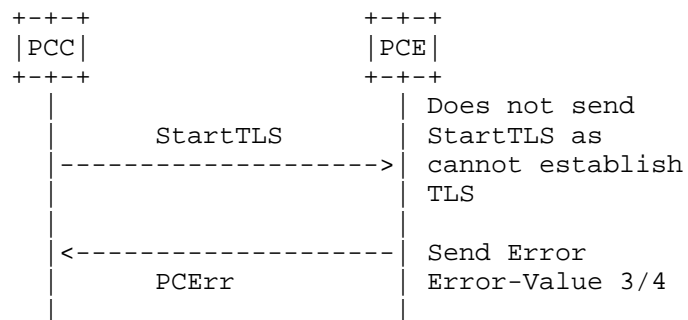 +-+-+ +-+-+
|PCC| |PCE|
+-+-+ +-+-+
| | Does not send
| StartTLS | StartTLS as
|-------------------->| cannot establish
| | TLS
| |
|<--------------------| Send Error
| PCErr | Error-Value 3/4
| |